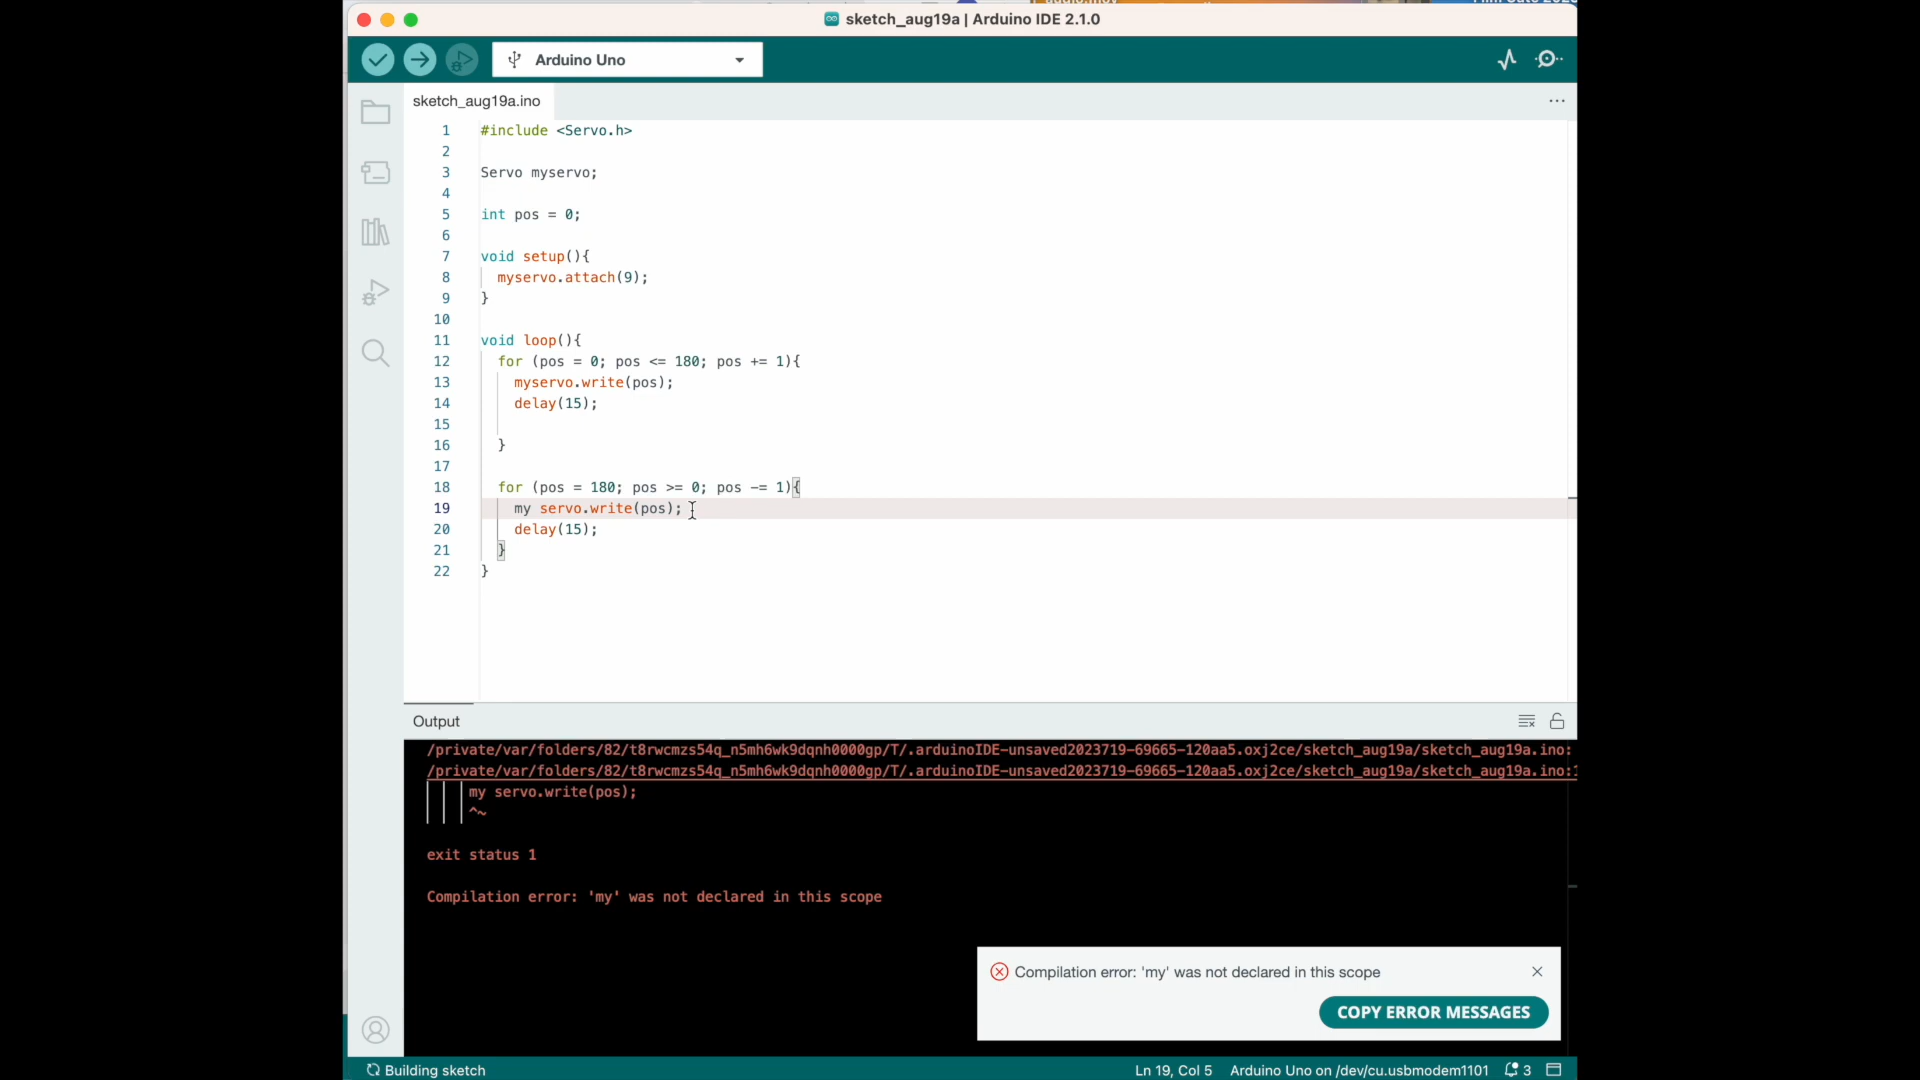 sketch_aug19a | Arduino IDE 2.1.0
Arduino Uno
sketch_aug19a.ino
1 #include <Servo.h>
2
3 Servo myservo;
4
5 int pos = 0;
6
7 void setup(){
8 myservo.attach(9);
9 }
10
11 void loop(){
12 for (pos = 0; pos <= 180; pos += 1){
13 myservo.write(pos);
14 delay(15);
15
16 }
17
18 for (pos = 180; pos >= 0; pos -= 1){
19 my servo.write(pos);
20 delay(15);
21 }
22 }
Output
/private/var/folders/82/t8rwcmzs54q_n5mh6wk9dqnh0000gp/T/.arduinoIDE-unsaved2023719-69665-120aa5.oxj2ce/sketch_aug19a/sketch_aug19a.ino:
/private/var/folders/82/t8rwcmzs54q_n5mh6wk9dqnh0000gp/T/.arduinoIDE-unsaved2023719-69665-120aa5.oxj2ce/sketch_aug19a/sketch_aug19a.ino:1
my servo.write(pos);
^~
exit status 1
Compilation error: 'my' was not declared in this scope
Compilation error: 'my' was not declared in this scope
COPY ERROR MESSAGES
Building sketch
Ln 19, Col 5 Arduino Uno on /dev/cu.usbmodem1101 3